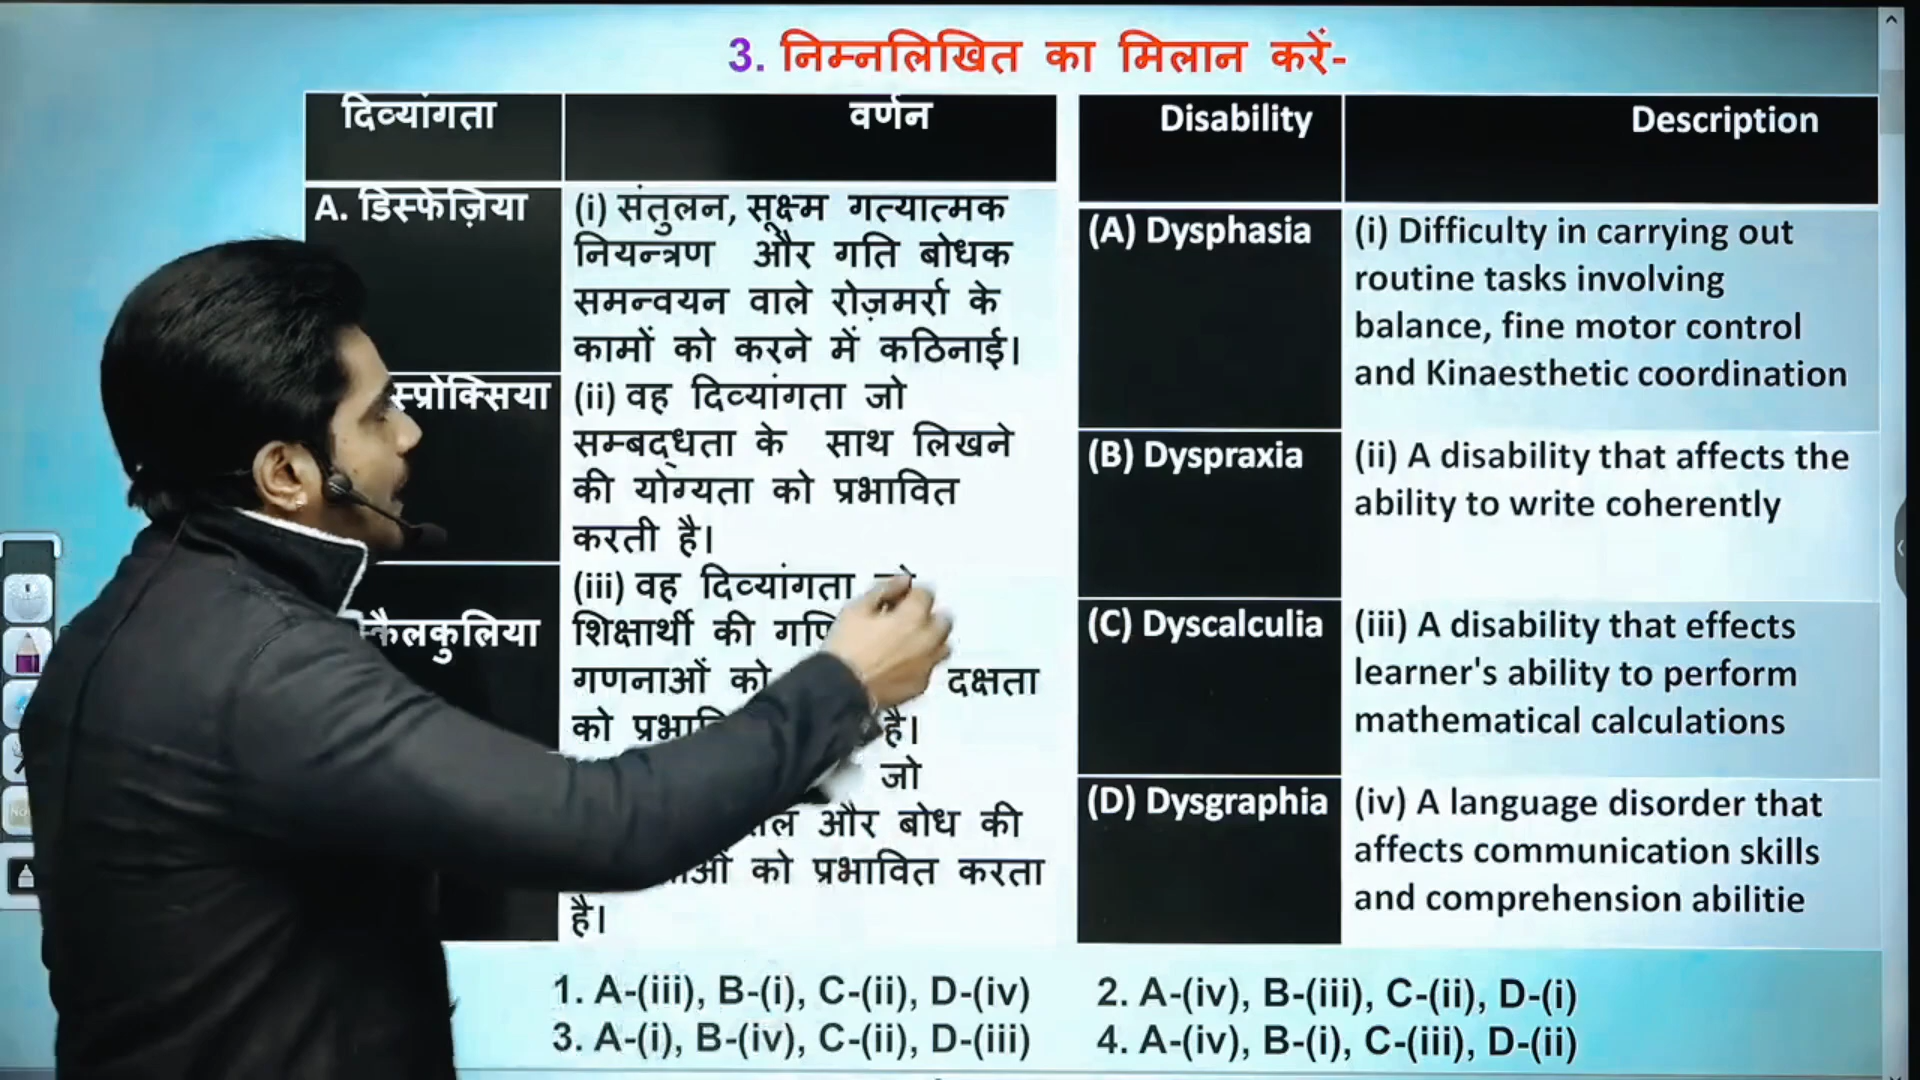 3. निम्नलिखित का मिलान करें-
दिव्यांगता वर्णन
A. डिस्फेज़िया
(i) संतुलन, सूक्ष्म गत्यात्मक
नियन्त्रण और गति बोधक
समन्वयन वाले रोज़मर्रा के
कामों को करने में कठिनाई।
स्प्रोक्सिया
(ii) वह दिव्यांगता जो
सम्बद्धता के साथ लिखने
की योग्यता को प्रभावित
करती है।
कैलकुलिया
(iii) वह दिव्यांगता
शिक्षार्थी की
गणनाओं को दक्षता
को है।
जो
और बोध की
को प्रभावित करता
है।
Disability Description
(A) Dysphasia
(i) Difficulty in carrying out
routine tasks involving
balance, fine motor control
and Kinaesthetic coordination
(B) Dyspraxia
(ii) A disability that affects the
ability to write coherently
(C) Dyscalculia
(iii) A disability that effects
learner's ability to perform
mathematical calculations
(D) Dysgraphia
(iv) A language disorder that
affects communication skills
and comprehension abilitie
1. A-(iii), B-(i), C-(ii), D-(iv) 2. A-(iv), B-(iii), C-(ii), D-(i)
3. A-(i), B-(iv), C-(ii), D-(iii) 4. A-(iv), B-(i), C-(iii), D-(ii)